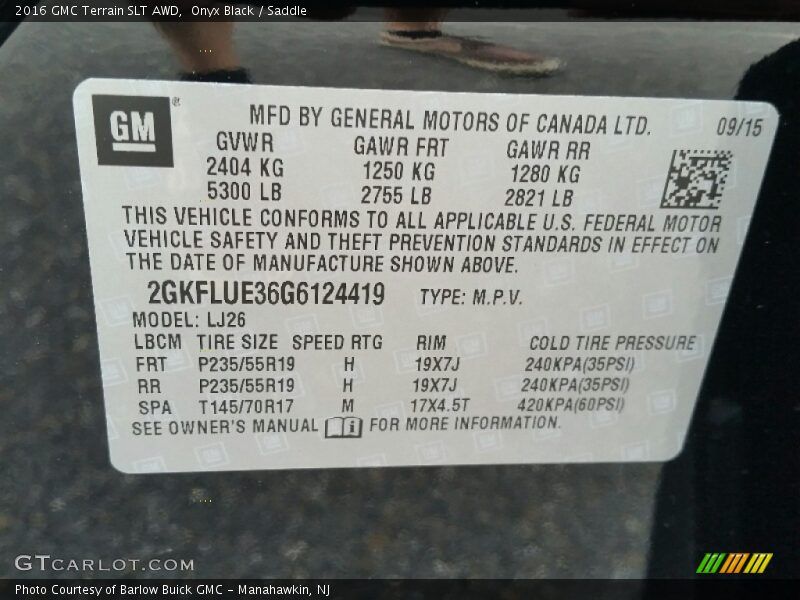 2016 GMC Terrain SLT AWD,  Onyx Black / Saddle
GM®
MFD BY GENERAL MOTORS OF CANADA LTD. 09/15
GVWR GAWR FRT GAWR RR
2404 KG 1250 KG 1280 KG
5300 LB 2755 LB 2821 LB
THIS VEHICLE CONFORMS TO ALL APPLICABLE U.S. FEDERAL MOTOR
VEHICLE SAFETY AND THEFT PREVENTION STANDARDS IN EFFECT ON
THE DATE OF MANUFACTURE SHOWN ABOVE.
2GKFLUE36G6124419 TYPE: M.P.V.
MODEL: LJ26
LBCM TIRE SIZE SPEED RTG RIM COLD TIRE PRESSURE
FRT P235/55R19 H 19X7J 240KPA(35PSI)
RR P235/55R19 H 19X7J 240KPA(35PSI)
SPA T145/70R17 M 17X4.5T 420KPA(60PSI)
SEE OWNER'S MANUAL FOR MORE INFORMATION.
GTCARLOT.COM
Photo Courtesy of Barlow Buick GMC - Manahawkin, NJ